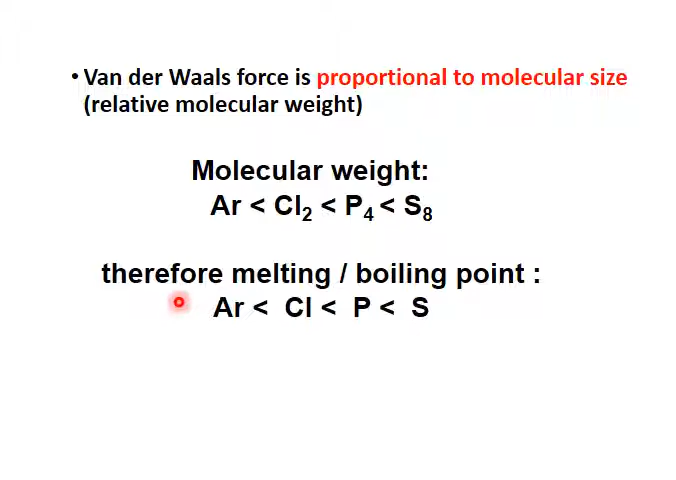 • Van der Waals force is proportional to molecular size
(relative molecular weight)
Molecular weight:
Ar < Cl₂ < P₄ < S₈
therefore melting / boiling point :
Ar < Cl < P < S